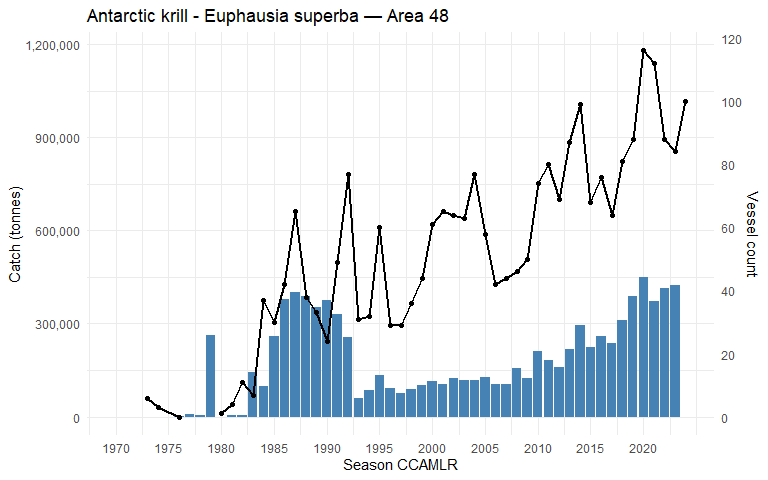 Antarctic krill - Euphausia superba — Area 48
1,200,000
900,000
600,000
300,000
0
Catch (tonnes)
120
100
80
60
40
20
0
Vessel count
1970 1975 1980 1985 1990 1995 2000 2005 2010 2015 2020
Season CCAMLR